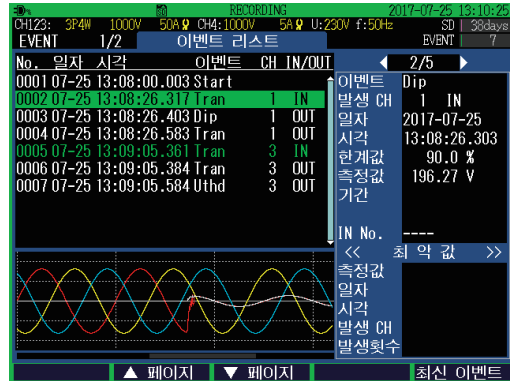 RECORDING 2017-07-25 13:10:25
CH123: 3P4W 1000V 50A CH4:1000V 5A U:230V f:50Hz SD 38days
EVENT 1/2 이벤트 리스트 EVENT 7
No. 일자 시각 이벤트 CH IN/OUT
0001 07-25 13:08:00.003 Start
0002 07-25 13:08:26.317 Tran 1 IN
0003 07-25 13:08:26.403 Dip 1 OUT
0004 07-25 13:08:26.583 Tran 1 OUT
0005 07-25 13:09:05.361 Tran 3 IN
0006 07-25 13:09:05.384 Tran 3 OUT
0007 07-25 13:09:05.584 Uthd 3 OUT
◀ 2/5 ▶
이벤트 Dip
발생 CH 1 IN
일자 2017-07-25
시각 13:08:26.303
한계값 90.0 %
측정값 196.27 V
기간
IN No. ----
<< 최 악 값 >>
측정값
일자
시각
발생 CH
발생횟수
▲ 페이지 ▼ 페이지 최신 이벤트